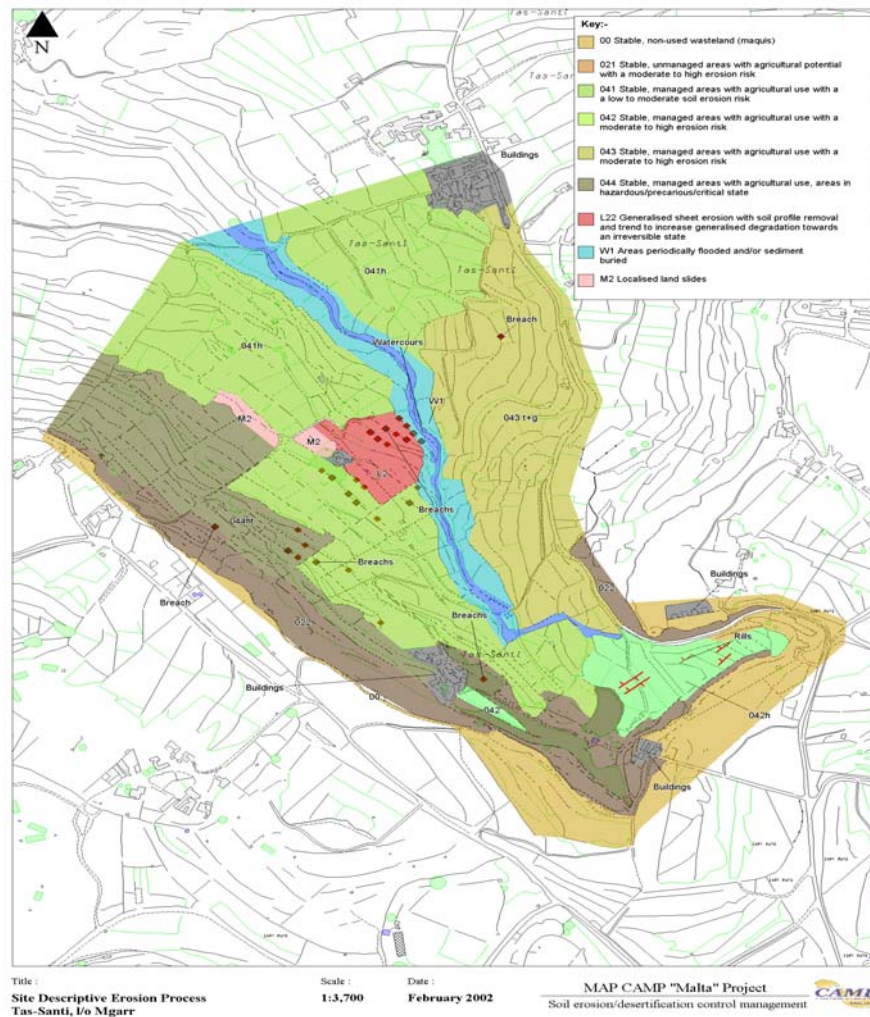 Tas-Santi
N
Key:-
00 Stable, non-used wasteland (maquis)
021 Stable, unmanaged areas with agricultural potential
with a moderate to high erosion risk
041 Stable, managed areas with agricultural use with a
a low to moderate soil erosion risk
042 Stable, managed areas with agricultural use with a
moderate to high erosion risk
043 Stable, managed areas with agricultural use with a
moderate to high erosion risk
044 Stable, managed areas with agricultural use, areas in
hazardous/precarious/critical state
L22 Generalised sheet erosion with soil profile removal
and trend to increase generalised degradation towards
an irreversible state
W1 Areas periodically flooded and/or sediment
buried
M2 Localised land slides
Tas-Santi
Buildings
Tas-Santi
Tas-Santi
041h
Breach
Watercours
041h
W1
M2
043 t+g
M2
Breachs
Breachs
Breach
022
Buildings
Breachs
Rills
Tas-Santi
Buildings
00
042
042h
Buildings
Title :
Site Descriptive Erosion Process
Tas-Santi, l/o Mgarr
Scale :
1:3,700
Date :
February 2002
MAP CAMP "Malta" Project
Soil erosion/desertification control management
CAMP